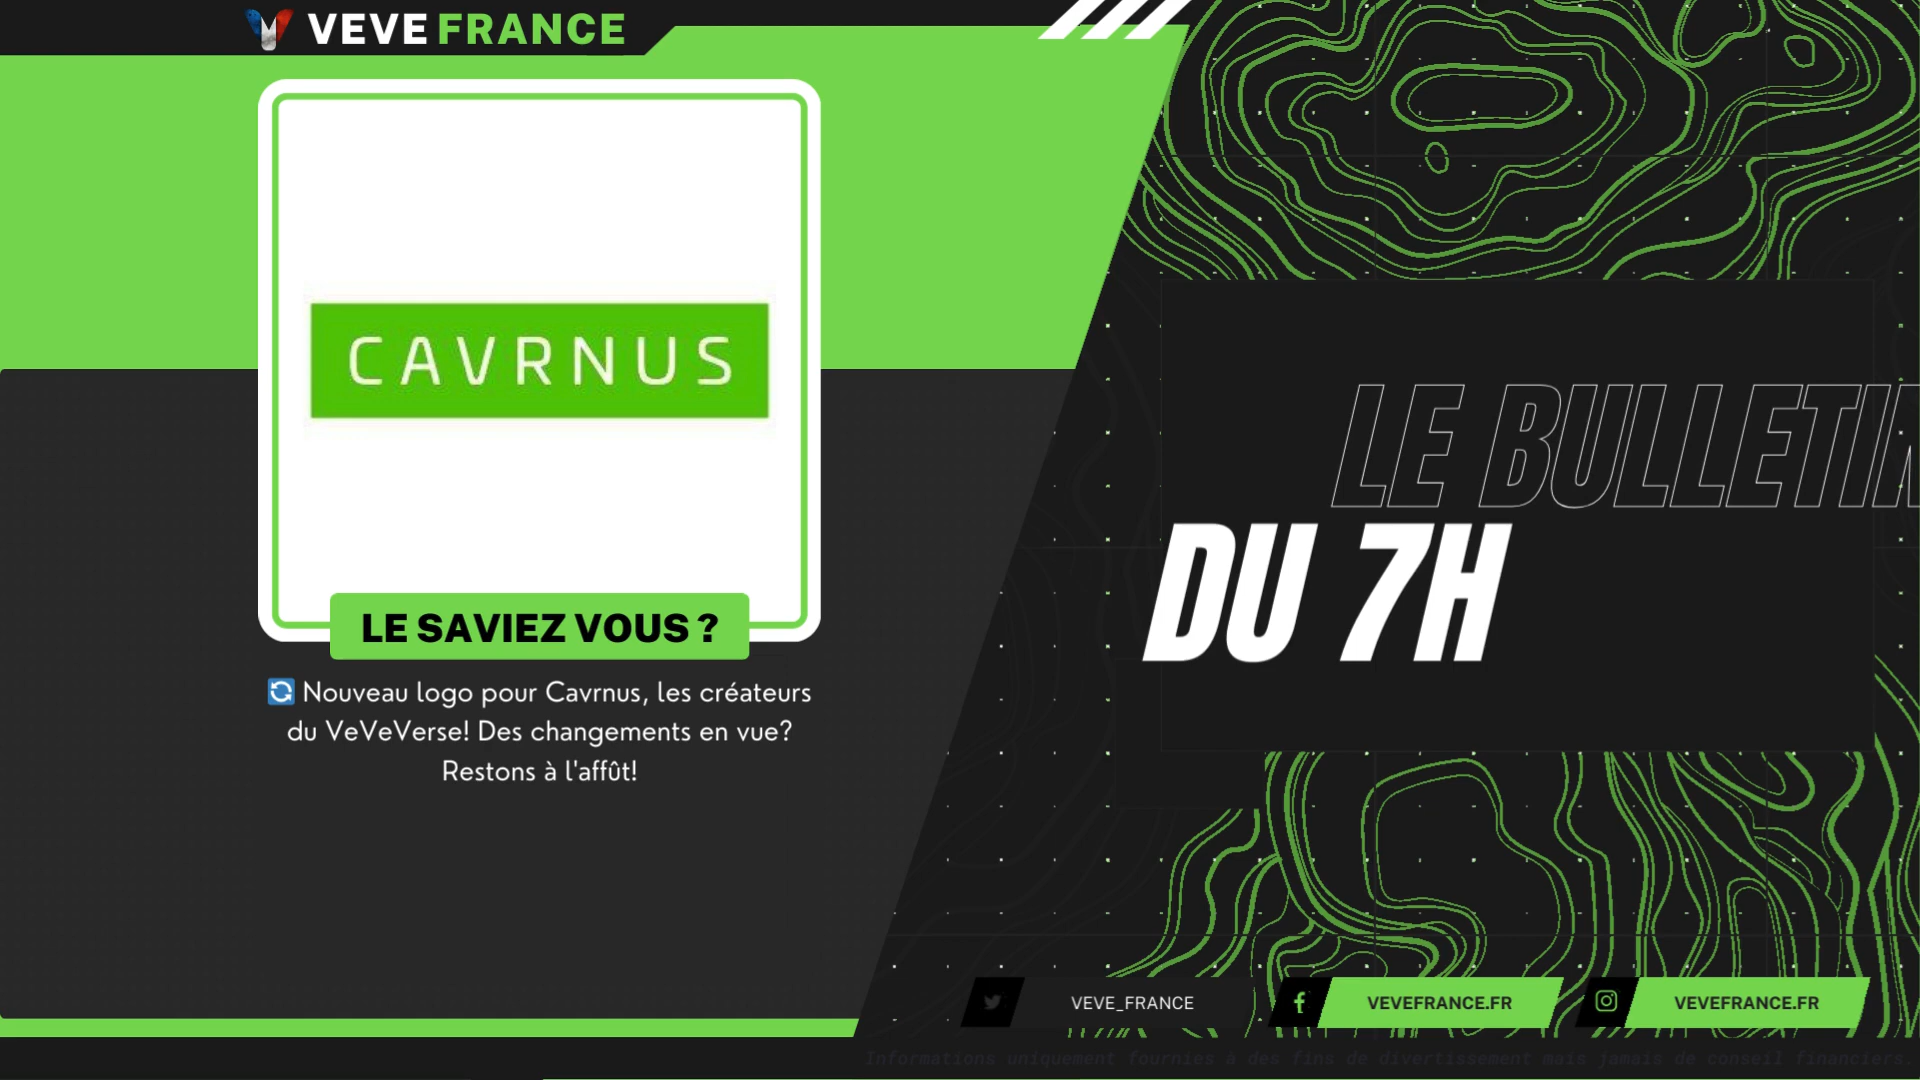 VEVE FRANCE
CAVRNUS
LE SAVIEZ VOUS ?
🔄 Nouveau logo pour Cavrnus, les créateurs
du VeVeVerse! Des changements en vue?
Restons à l'affût!
LE BULLETIN
DU 7H
VEVE_FRANCE
VEVEFRANCE.FR
VEVEFRANCE.FR
Informations uniquement fournies à des fins de divertissement mais jamais de conseil financiers.